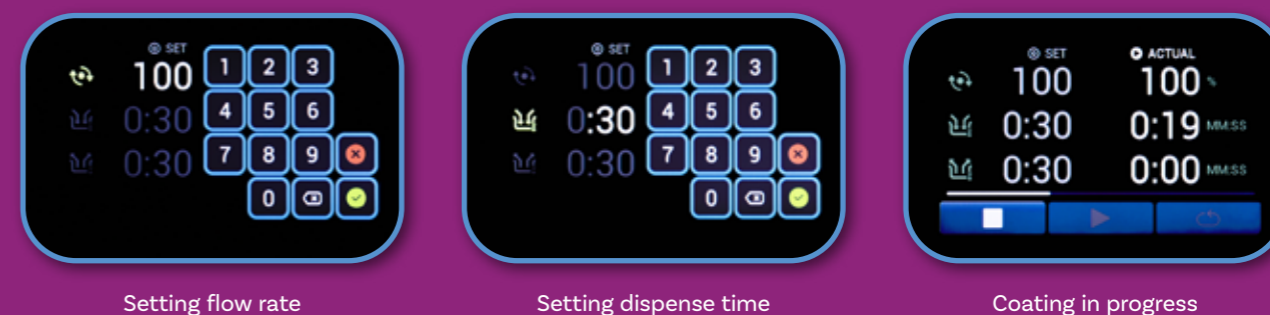 SET
100
0:30
0:30
1 2 3
4 5 6
7 8 9
0
Setting flow rate
SET
100
0:30
0:30
1 2 3
4 5 6
7 8 9
0
Setting dispense time
SET ACTUAL
100 100 %
0:30 0:19 MM:SS
0:30 0:00 MM:SS
Coating in progress